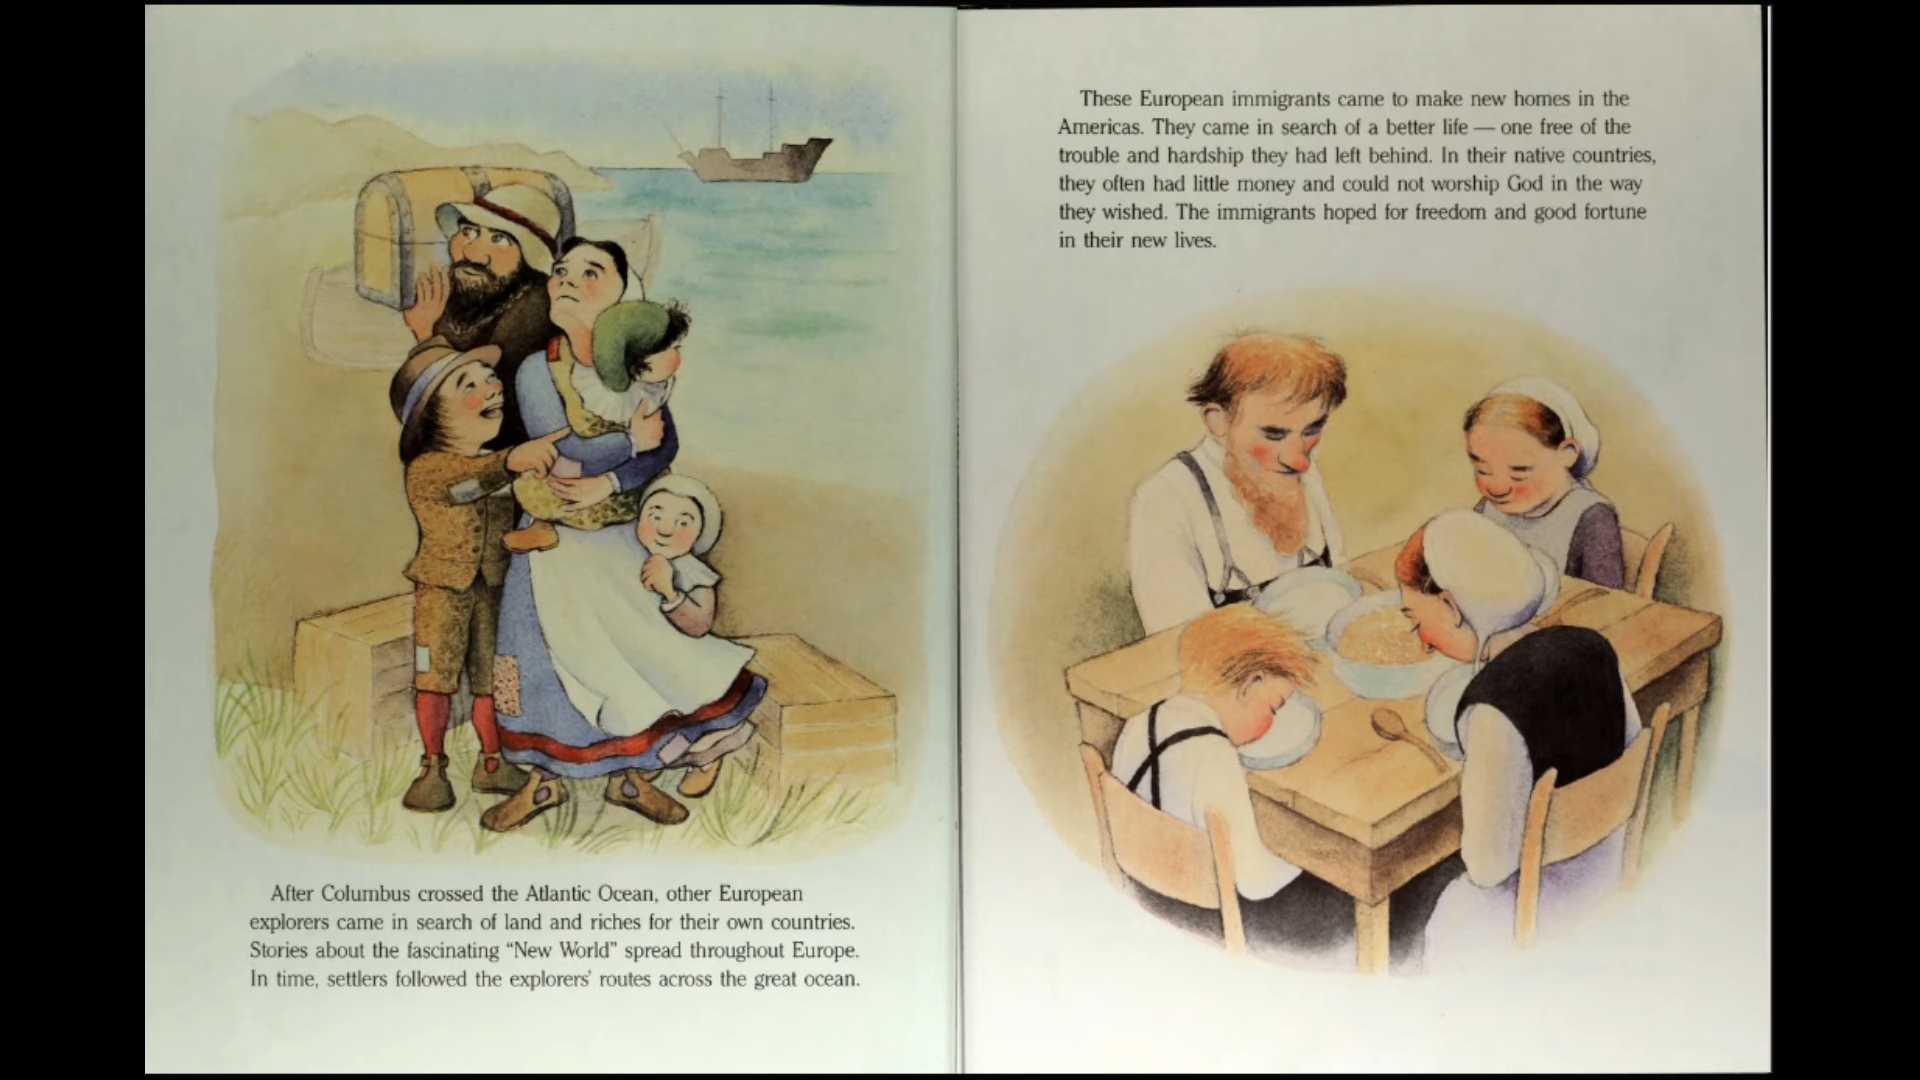 After Columbus crossed the Atlantic Ocean, other European
explorers came in search of land and riches for their own countries.
Stories about the fascinating “New World” spread throughout Europe.
In time, settlers followed the explorers’ routes across the great ocean.
These European immigrants came to make new homes in the
Americas. They came in search of a better life — one free of the
trouble and hardship they had left behind. In their native countries,
they often had little money and could not worship God in the way
they wished. The immigrants hoped for freedom and good fortune
in their new lives.